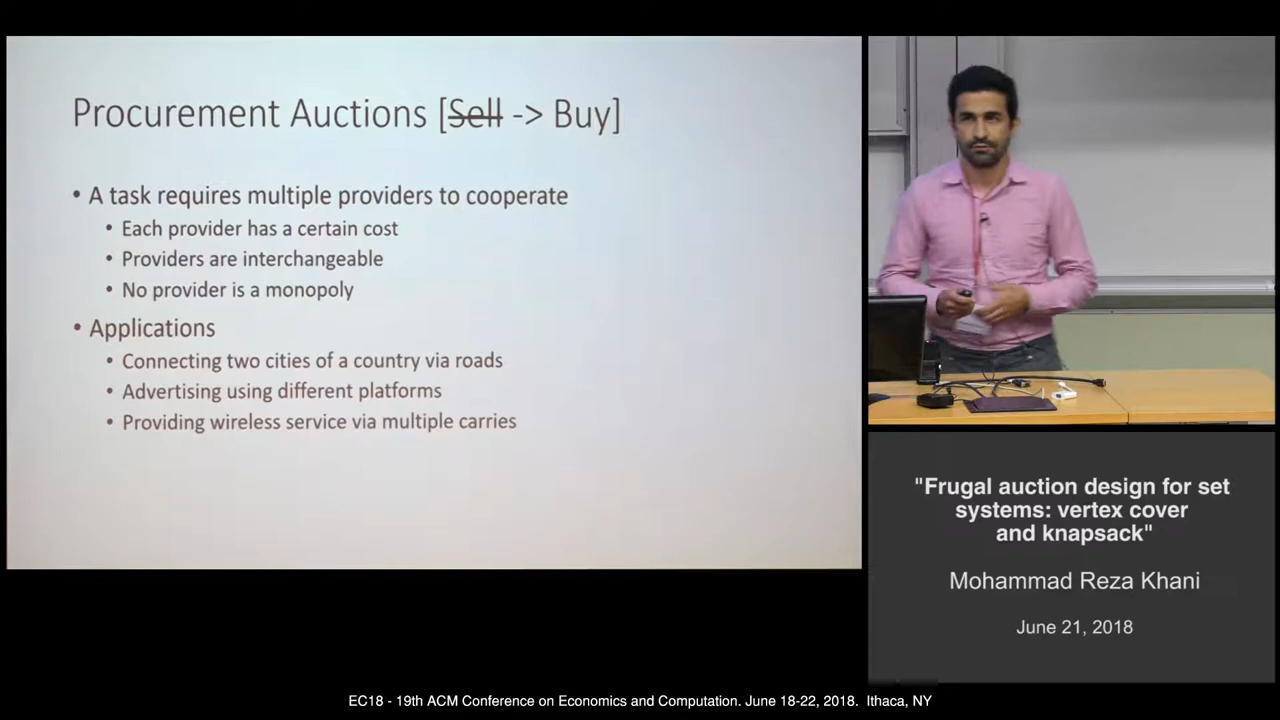 Procurement Auctions [Sell -> Buy]
• A task requires multiple providers to cooperate
• Each provider has a certain cost
• Providers are interchangeable
• No provider is a monopoly
• Applications
• Connecting two cities of a country via roads
• Advertising using different platforms
• Providing wireless service via multiple carries
"Frugal auction design for set
systems: vertex cover
and knapsack"
Mohammad Reza Khani
June 21, 2018
EC18 - 19th ACM Conference on Economics and Computation. June 18-22, 2018. Ithaca, NY